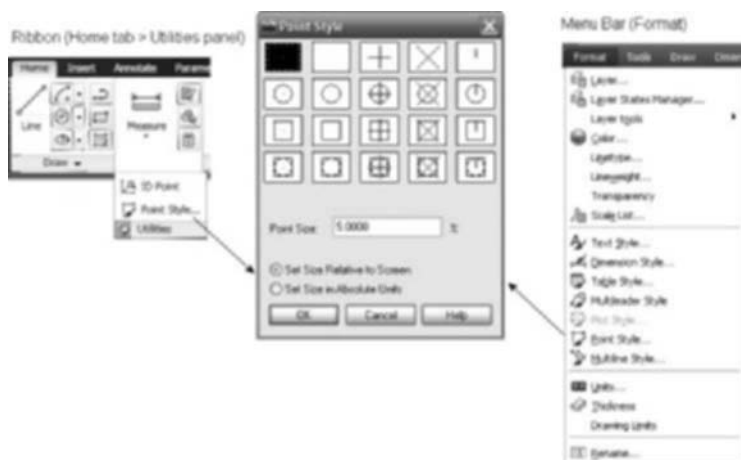 Ribbon (Home tab > Utilities panel)
Home Insert Annotate Parame
Line
Measure
Draw
ID Point
Point Style...
Utilities
Point Style
Point Size: 5.0000 %
Set Size Relative to Screen
Set Size in Absolute Units
OK Cancel Help
Menu Bar (Format)
Format Tools Draw Dimen
Layer...
Layer States Manager...
Layer tools
Color...
Linetype...
Lineweight...
Transparency
Scale List...
Text Style...
Dimension Style...
Table Style...
Multileader Style
Plot Style...
Point Style...
Multiline Style...
Units...
Thickness
Drawing Limits
Rename...